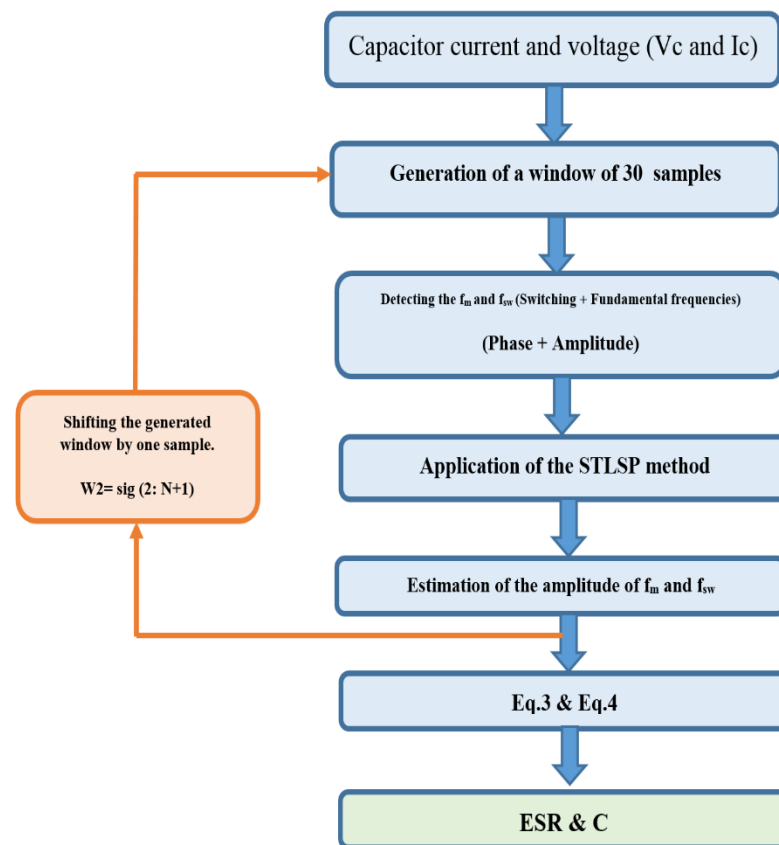 Capacitor current and voltage (Vc and Ic)
Generation of a window of 30 samples
Detecting the fm and fsw (Switching + Fundamental frequencies)
(Phase + Amplitude)
Shifting the generated
window by one sample.
W2= sig (2: N+1)
Application of the STLSP method
Estimation of the amplitude of fm and fsw
Eq.3 & Eq.4
ESR & C